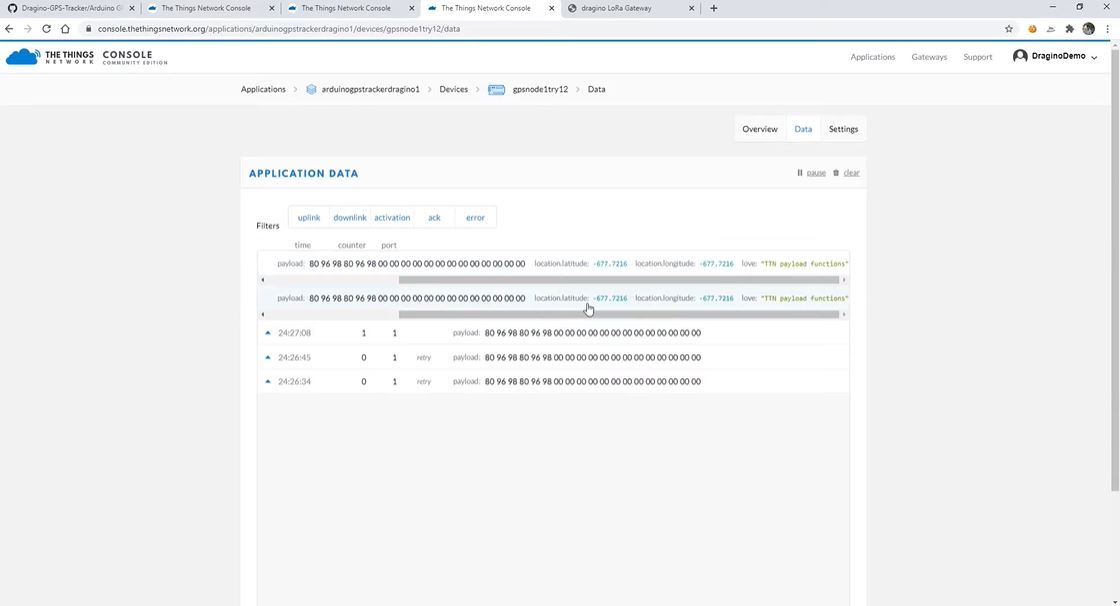 Dragino-GPS-Tracker/Arduino GP
The Things Network Console
The Things Network Console
The Things Network Console
dragino LoRa Gateway
console.thethingsnetwork.org/applications/arduinogpstrackerdragino1/devices/gpsnode1try12/data
THE THINGS NETWORK
CONSOLE
COMMUNITY EDITION
Applications Gateways Support DraginoDemo
Applications arduinogpstrackerdragino1 Devices gpsnode1try12 Data
Overview Data Settings
APPLICATION DATA
pause clear
Filters uplink downlink activation ack error
time counter port
payload: 80 96 98 80 96 98 00 00 00 00 00 00 00 00 00 00 00 00 00 location.latitude: -677.7216 location.longitude: -677.7216 love: "TTN payload functions"
payload: 80 96 98 80 96 98 00 00 00 00 00 00 00 00 00 00 00 00 00 location.latitude: -677.7216 location.longitude: -677.7216 love: "TTN payload functions"
24:27:08 1 1 payload: 80 96 98 80 96 98 00 00 00 00 00 00 00 00 00 00 00 00 00
24:26:45 0 1 retry payload: 80 96 98 80 96 98 00 00 00 00 00 00 00 00 00 00 00 00 00
24:26:34 0 1 retry payload: 80 96 98 80 96 98 00 00 00 00 00 00 00 00 00 00 00 00 00